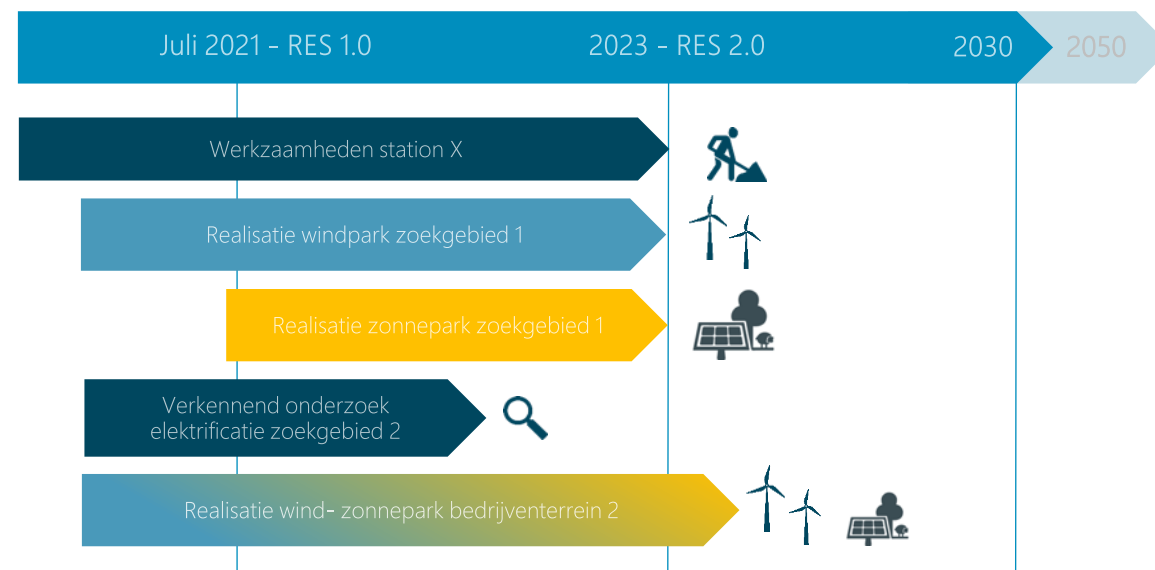 Juli 2021 - RES 1.0
2023 - RES 2.0
2030
2050
Werkzaamheden station X
Realisatie windpark zoekgebied 1
Realisatie zonnepark zoekgebied 1
Verkennend onderzoek
elektrificatie zoekgebied 2
Realisatie wind- zonnepark bedrijventerrein 2